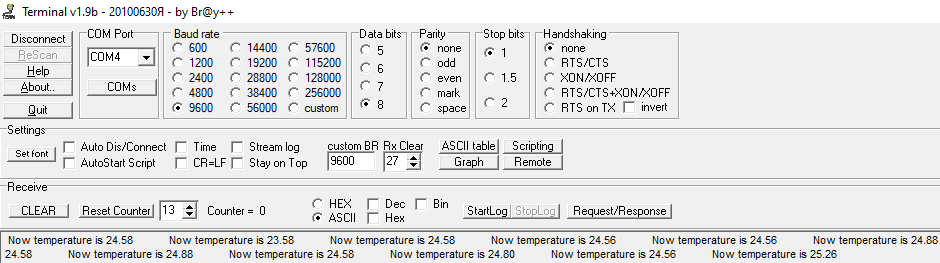 Terminal v1.9b - 20100630Я - by Br@y++
Disconnect COM Port Baud rate Data bits Parity Stop bits Handshaking
ReScan COM4 600 14400 57600 5 none 1 none
Help 1200 19200 115200 6 odd RTS/CTS
About.. COMs 2400 28800 128000 7 even 1.5 XON/XOFF
4800 38400 256000 mark RTS/CTS+XON/XOFF
Quit 9600 56000 custom 8 space 2 RTS on TX invert
Settings
Set font Auto Dis/Connect Time Stream log custom BR Rx Clear ASCII table Scripting
AutoStart Script CR=LF Stay on Top 9600 27 Graph Remote
Receive
CLEAR Reset Counter 13 Counter = 0 HEX Dec Bin StartLog StopLog Request/Response
ASCII Hex
Now temperature is 24.58 Now temperature is 23.58 Now temperature is 24.58 Now temperature is 24.56 Now temperature is 24.56 Now temperature is 24.88
24.58 Now temperature is 24.88 Now temperature is 24.58 Now temperature is 24.80 Now temperature is 24.56 Now temperature is 25.26